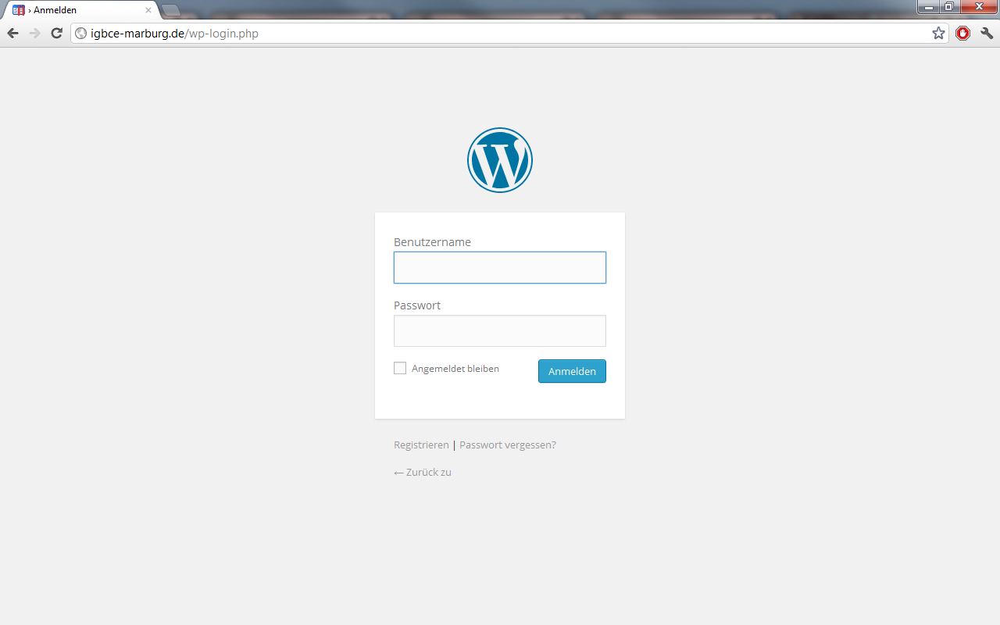 › Anmelden
igbce-marburg.de/wp-login.php
Benutzername
Passwort
Angemeldet bleiben
Anmelden
Registrieren | Passwort vergessen?
← Zurück zu